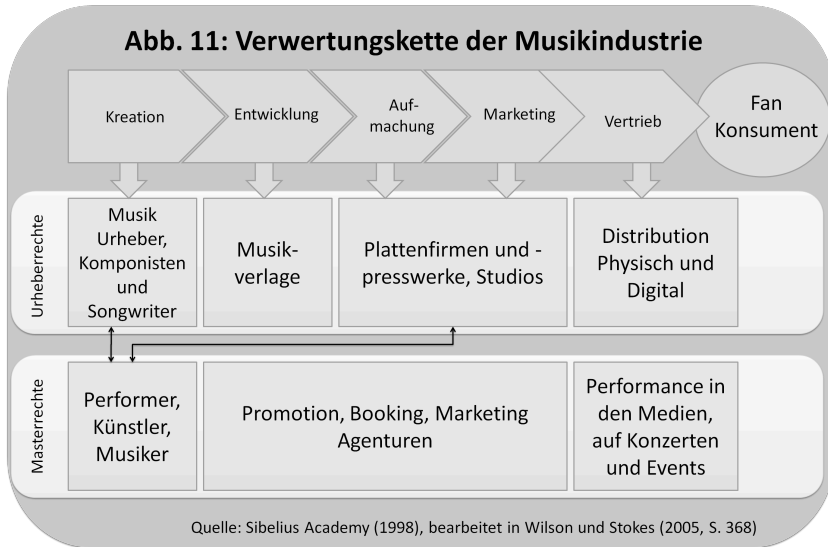 Abb. 11: Verwertungskette der Musikindustrie
Kreation
Entwicklung
Auf-
machung
Marketing
Vertrieb
Fan
Konsument
Urheberrechte
Musik
Urheber,
Komponisten
und
Songwriter
Musik-
verlage
Plattenfirmen und -
presswerke, Studios
Distribution
Physisch und
Digital
Masterrechte
Performer,
Künstler,
Musiker
Promotion, Booking, Marketing
Agenturen
Performance in
den Medien,
auf Konzerten
und Events
Quelle: Sibelius Academy (1998), bearbeitet in Wilson und Stokes (2005, S. 368)